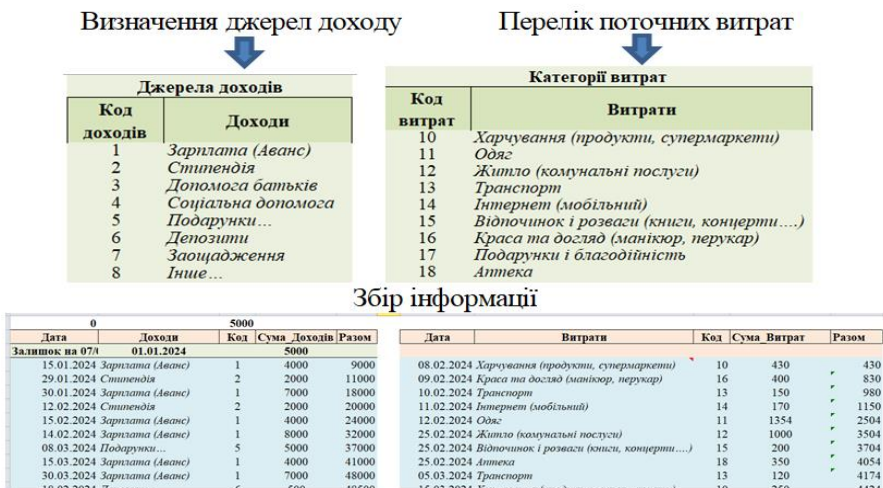 Визначення джерел доходу
Перелік поточних витрат
Джерела доходів
Код доходів Доходи
1 Зарплата (Аванс)
2 Стипендія
3 Допомога батьків
4 Соціальна допомога
5 Подарунки…
6 Депозити
7 Заощадження
8 Інше…
Категорії витрат
Код витрат Витрати
10 Харчування (продукти, супермаркети)
11 Одяг
12 Житло (комунальні послуги)
13 Транспорт
14 Інтернет (мобільний)
15 Відпочинок і розваги (книги, концерти….)
16 Краса та догляд (манікюр, перукар)
17 Подарунки і благодійність
18 Аптека
Збір інформації
0 5000
Дата Доходи Код Сума_Доходів Разом
Залишок на 07/ 01.01.2024 5000
15.01.2024 Зарплата (Аванс) 1 4000 9000
29.01.2024 Стипендія 2 2000 11000
30.01.2024 Зарплата (Аванс) 1 7000 18000
12.02.2024 Стипендія 2 2000 20000
15.02.2024 Зарплата (Аванс) 1 4000 24000
14.02.2024 Зарплата (Аванс) 1 8000 32000
08.03.2024 Подарунки… 5 5000 37000
15.03.2024 Зарплата (Аванс) 1 4000 41000
30.03.2024 Зарплата (Аванс) 1 7000 48000
Дата Витрати Код Сума_Витрат Разом
08.02.2024 Харчування (продукти, супермаркети) 10 430 430
09.02.2024 Краса та догляд (манікюр, перукар) 16 400 830
10.02.2024 Транспорт 13 150 980
11.02.2024 Інтернет (мобільний) 14 170 1150
12.02.2024 Одяг 11 1354 2504
25.02.2024 Житло (комунальні послуги) 12 1000 3504
25.02.2024 Відпочинок і розваги (книги, концерти….) 15 200 3704
25.02.2024 Аптека 18 350 4054
05.03.2024 Транспорт 13 120 4174